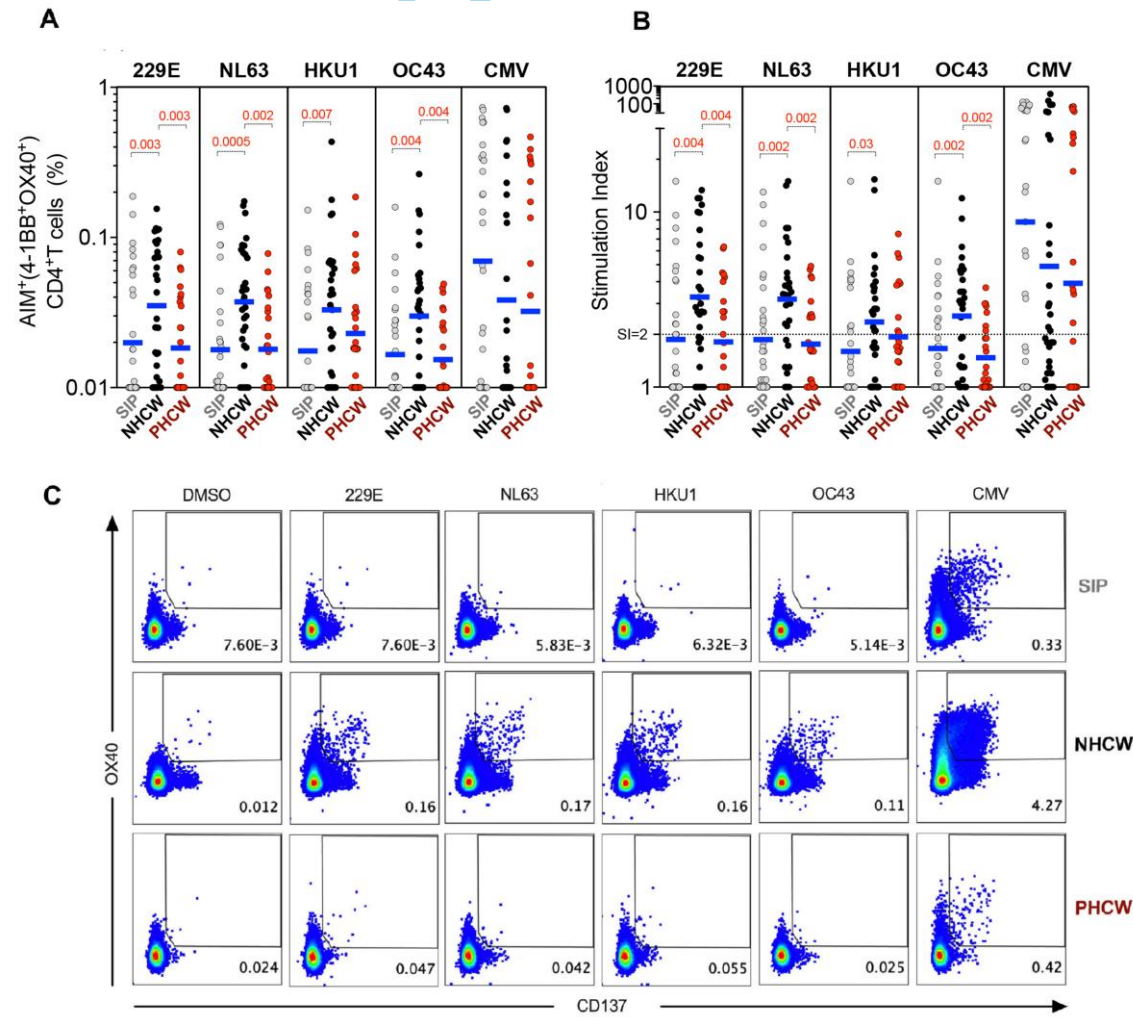 A
229E NL63 HKU1 OC43 CMV
AIM⁺(4-1BB⁺OX40⁺)
CD4⁺T cells (%)
1
0.1
0.01
0.003 0.003
0.0005 0.002
0.007
0.004 0.004
SIP NHCW PHCW SIP NHCW PHCW SIP NHCW PHCW SIP NHCW PHCW SIP NHCW PHCW
B
229E NL63 HKU1 OC43 CMV
Stimulation Index
1000
100
10
SI=2
1
0.004 0.004
0.002 0.002
0.03
0.002 0.002
SIP NHCW PHCW SIP NHCW PHCW SIP NHCW PHCW SIP NHCW PHCW SIP NHCW PHCW
C
DMSO 229E NL63 HKU1 OC43 CMV
7.60E-3 7.60E-3 5.83E-3 6.32E-3 5.14E-3 0.33
SIP
0.012 0.16 0.17 0.16 0.11 4.27
NHCW
0.024 0.047 0.042 0.055 0.025 0.42
PHCW
OX40
CD137